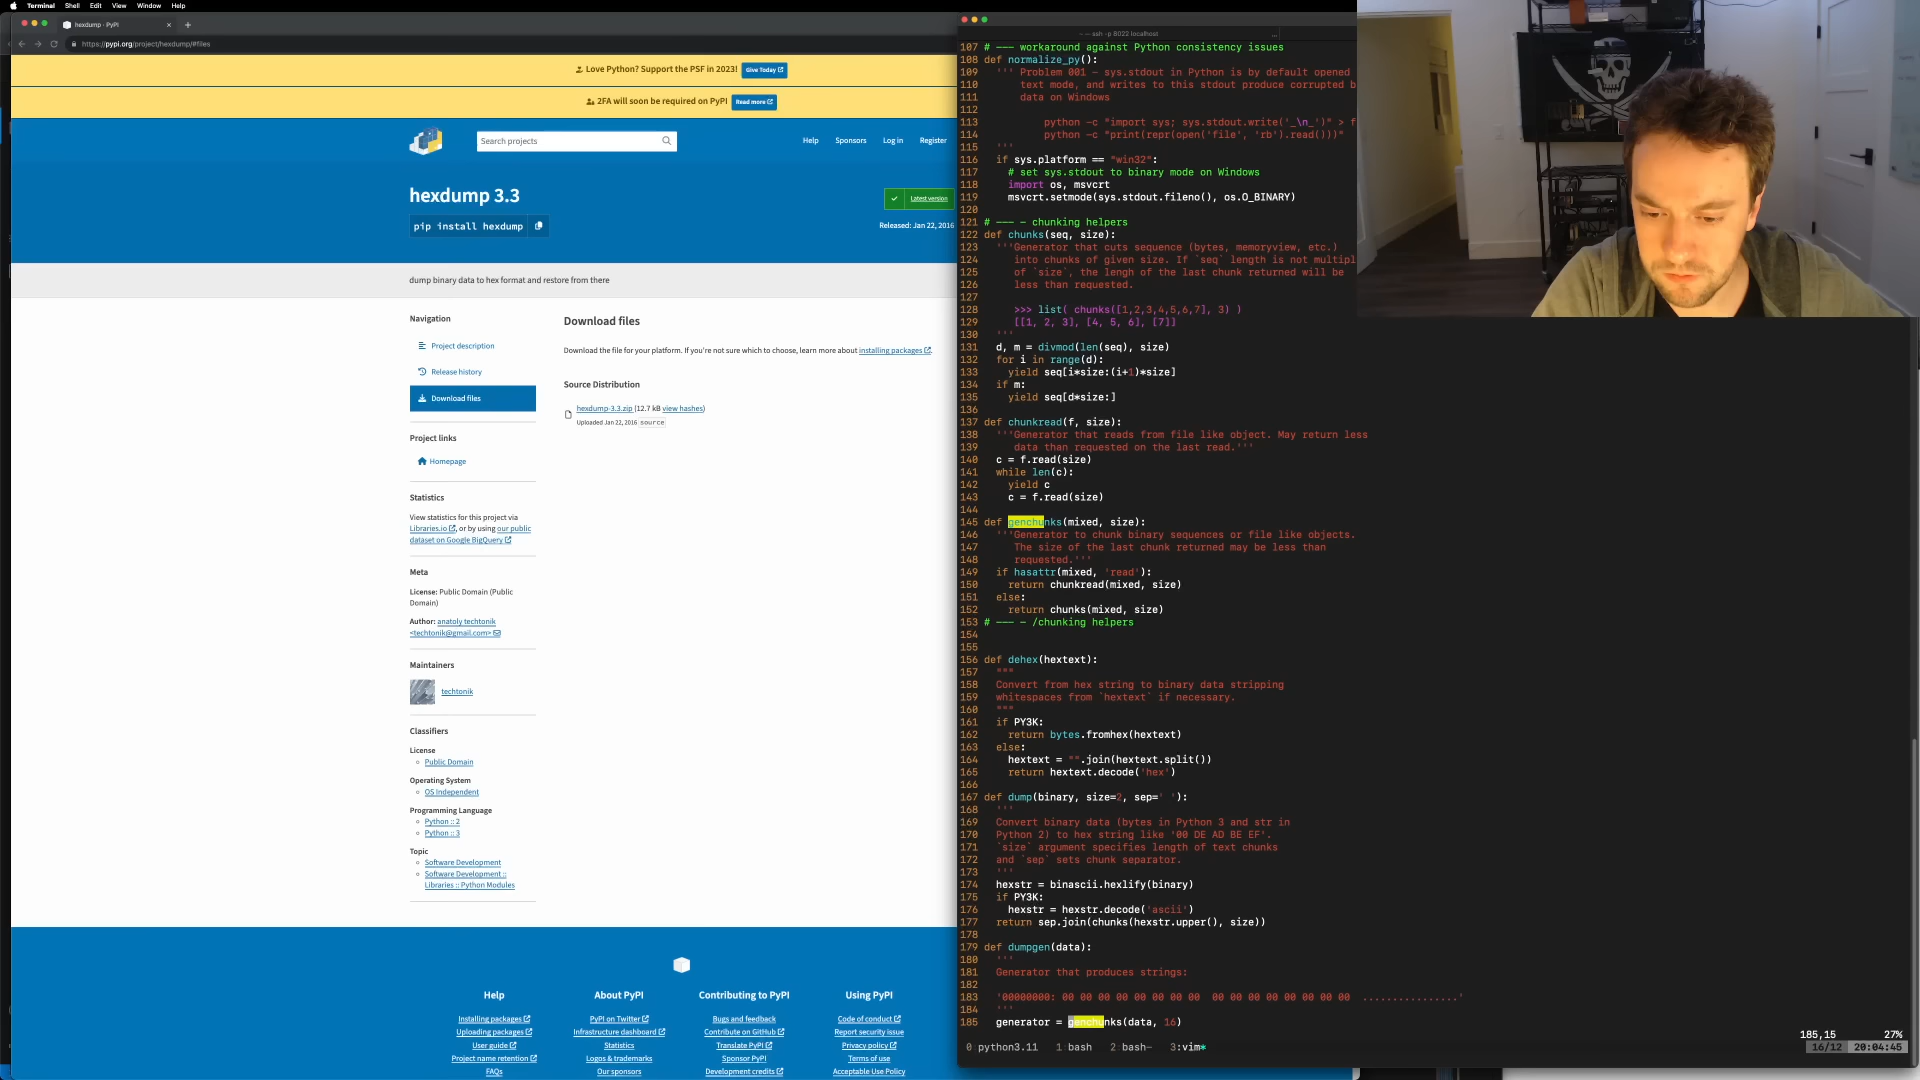 Terminal Shell Edit View Window Help
hexdump · PyPI
https://pypi.org/project/hexdump/#files
Love Python? Support the PSF in 2023! Give Today
2FA will soon be required on PyPI Read more
Search projects
Help Sponsors Log in Register
hexdump 3.3
pip install hexdump
Latest version
Released: Jan 22, 2016
dump binary data to hex format and restore from there
Navigation
Project description
Release history
Download files
Project links
Homepage
Statistics
View statistics for this project via
Libraries.io, or by using our public
dataset on Google BigQuery
Meta
License: Public Domain (Public
Domain)
Author: anatoly techtonik
<techtonik@gmail.com>
Maintainers
techtonik
Classifiers
License
Public Domain
Operating System
OS Independent
Programming Language
Python :: 2
Python :: 3
Topic
Software Development
Software Development ::
Libraries :: Python Modules
Download files
Download the file for your platform. If you're not sure which to choose, learn more about installing packages.
Source Distribution
hexdump-3.3.zip (12.7 kB view hashes)
Uploaded Jan 22, 2016 source
Help
Installing packages
Uploading packages
User guide
Project name retention
FAQs
About PyPI
PyPI on Twitter
Infrastructure dashboard
Statistics
Logos & trademarks
Our sponsors
Contributing to PyPI
Bugs and feedback
Contribute on GitHub
Translate PyPI
Sponsor PyPI
Development credits
Using PyPI
Code of conduct
Report security issue
Privacy policy
Terms of use
Acceptable Use Policy
ssh -p 8022 localhost
107 # --- workaround against Python consistency issues
108 def normalize_py():
109 ''' Problem 001 - sys.stdout in Python is by default opened
110 text mode, and writes to this stdout produce corrupted b
111 data on Windows
112
113 python -c "import sys; sys.stdout.write('_\n_')" > f
114 python -c "print(repr(open('file', 'rb').read()))"
115 '''
116 if sys.platform == "win32":
117 # set sys.stdout to binary mode on Windows
118 import os, msvcrt
119 msvcrt.setmode(sys.stdout.fileno(), os.O_BINARY)
120
121 # --- - chunking helpers
122 def chunks(seq, size):
123 '''Generator that cuts sequence (bytes, memoryview, etc.)
124 into chunks of given size. If `seq` length is not multipl
125 of `size`, the lengh of the last chunk returned will be
126 less than requested.
127
128 >>> list( chunks([1,2,3,4,5,6,7], 3) )
129 [[1, 2, 3], [4, 5, 6], [7]]
130 '''
131 d, m = divmod(len(seq), size)
132 for i in range(d):
133 yield seq[i*size:(i+1)*size]
134 if m:
135 yield seq[d*size:]
136
137 def chunkread(f, size):
138 '''Generator that reads from file like object. May return less
139 data than requested on the last read.'''
140 c = f.read(size)
141 while len(c):
142 yield c
143 c = f.read(size)
144
145 def genchunks(mixed, size):
146 '''Generator to chunk binary sequences or file like objects.
147 The size of the last chunk returned may be less than
148 requested.'''
149 if hasattr(mixed, 'read'):
150 return chunkread(mixed, size)
151 else:
152 return chunks(mixed, size)
153 # --- - /chunking helpers
154
155
156 def dehex(hextext):
157 """
158 Convert from hex string to binary data stripping
159 whitespaces from `hextext` if necessary.
160 """
161 if PY3K:
162 return bytes.fromhex(hextext)
163 else:
164 hextext = "".join(hextext.split())
165 return hextext.decode('hex')
166
167 def dump(binary, size=2, sep=' '):
168 '''
169 Convert binary data (bytes in Python 3 and str in
170 Python 2) to hex string like '00 DE AD BE EF'.
171 `size` argument specifies length of text chunks
172 and `sep` sets chunk separator.
173 '''
174 hexstr = binascii.hexlify(binary)
175 if PY3K:
176 hexstr = hexstr.decode('ascii')
177 return sep.join(chunks(hexstr.upper(), size))
178
179 def dumpgen(data):
180 '''
181 Generator that produces strings:
182
183 '00000000: 00 00 00 00 00 00 00 00  00 00 00 00 00 00 00 00  ................'
184 '''
185 generator = genchunks(data, 16)
185,15 27%
0 python3.11 1:bash 2:bash- 3:vim* 16/12 20:04:45